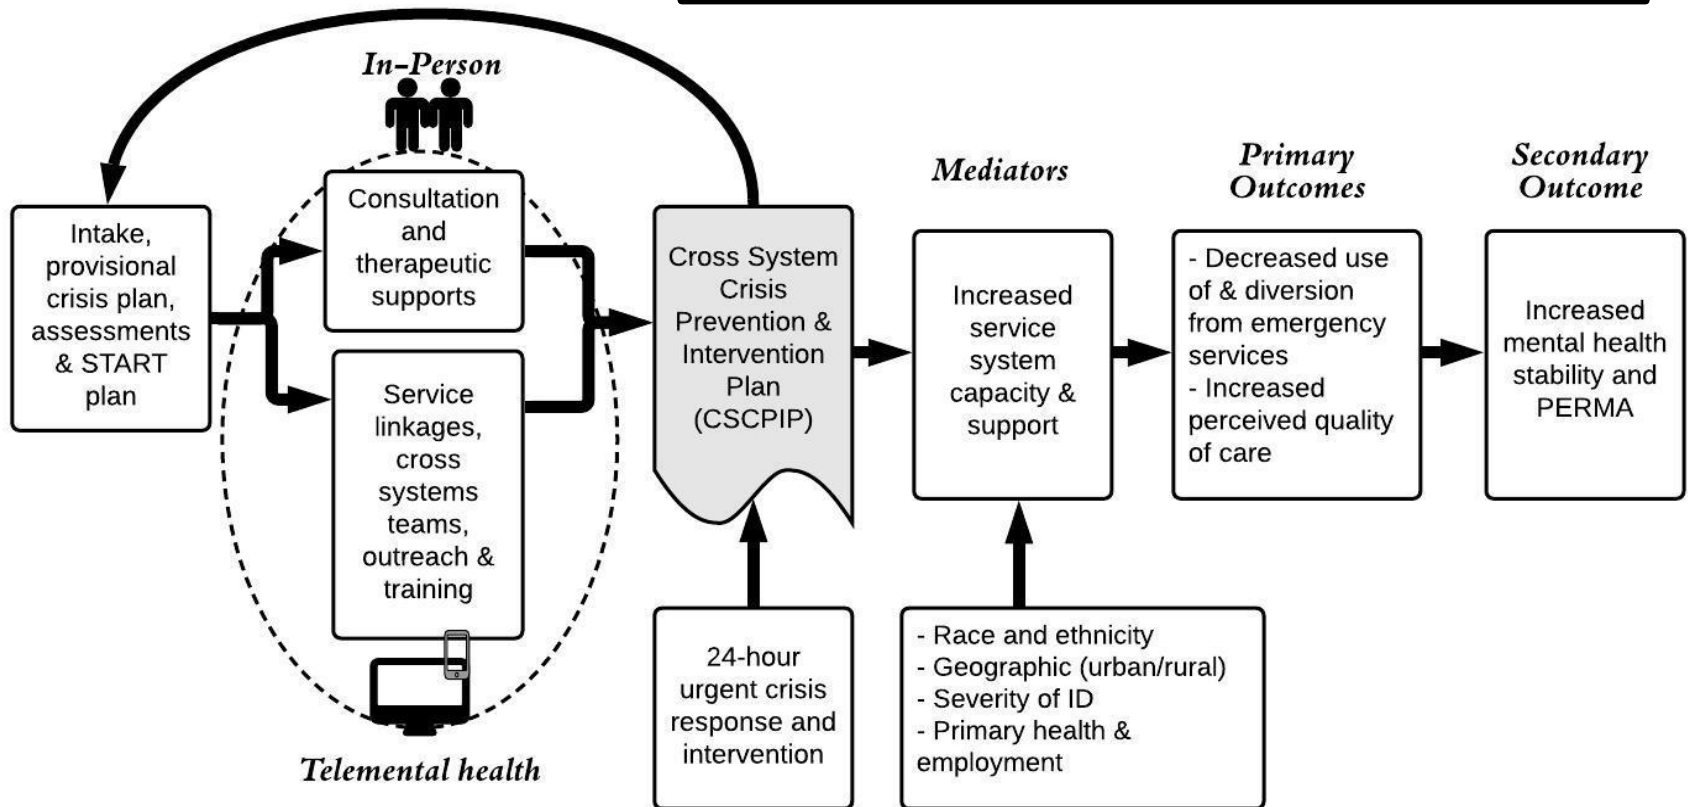 In-Person
Mediators
Primary
Outcomes
Secondary
Outcome
Intake,
provisional
crisis plan,
assessments
& START
plan
Consultation
and
therapeutic
supports
Service
linkages,
cross
systems
teams,
outreach &
training
Telemental health
Cross System
Crisis
Prevention &
Intervention
Plan
(CSCPIP)
24-hour
urgent crisis
response and
intervention
Increased
service
system
capacity &
support
- Race and ethnicity
- Geographic (urban/rural)
- Severity of ID
- Primary health &
employment
- Decreased use
of & diversion
from emergency
services
- Increased
perceived quality
of care
Increased
mental health
stability and
PERMA